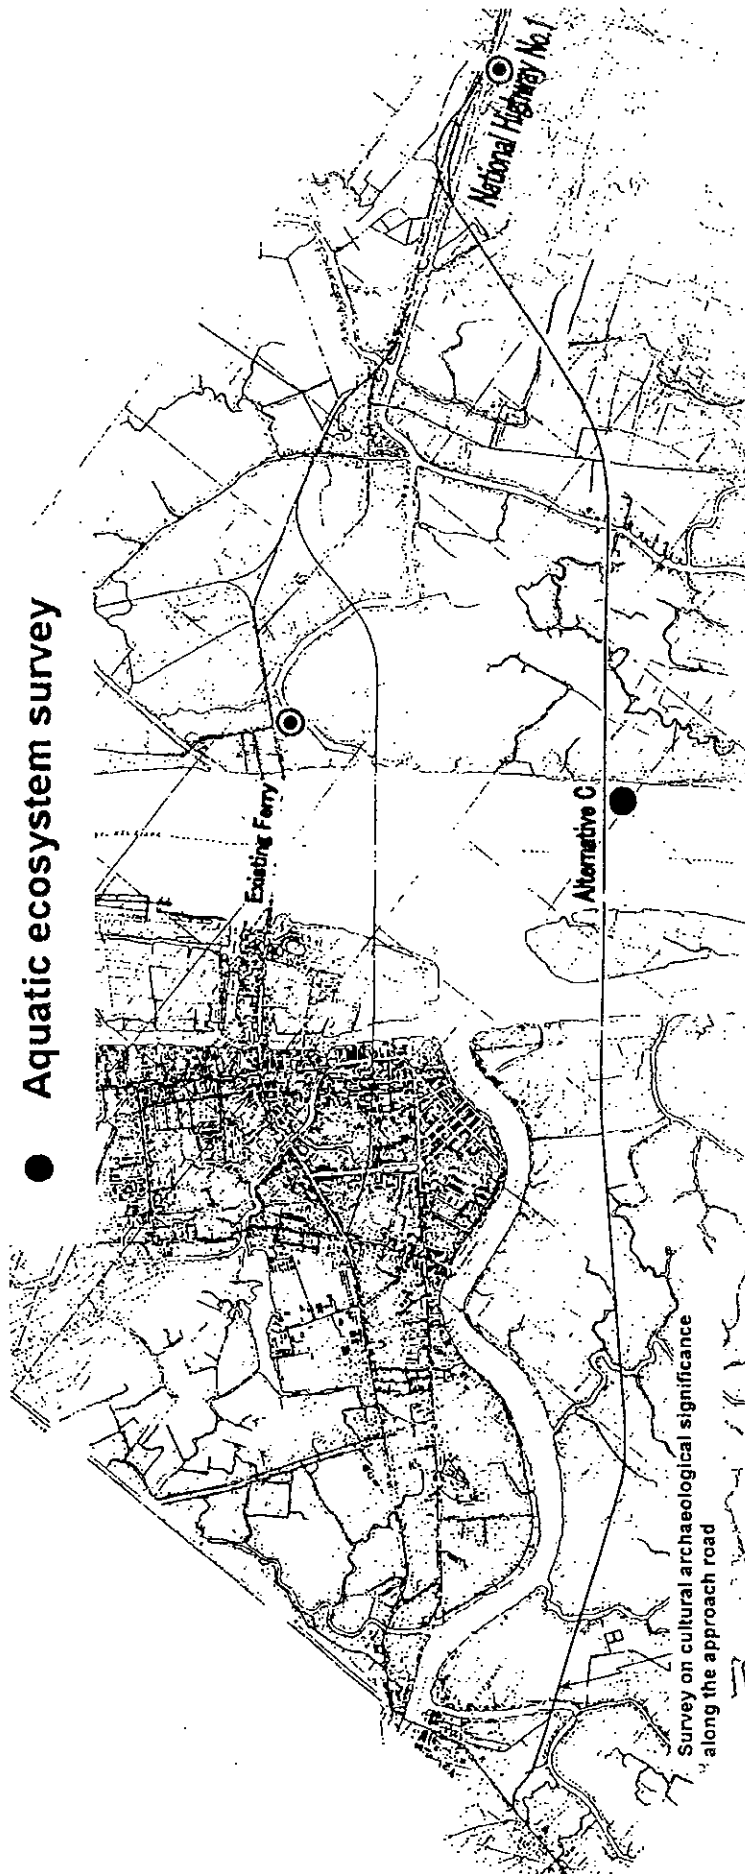 Aquatic ecosystem survey
National Highway No.1
Existing Ferry
Alternative C
Survey on cultural archaeological significance
along the approach road